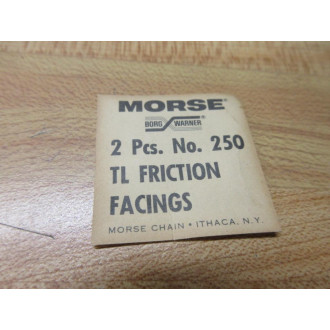 MORSE®
BORG WARNER®
2 Pcs. No. 250
TL FRICTION
FACINGS
MORSE CHAIN • ITHACA, N.Y.